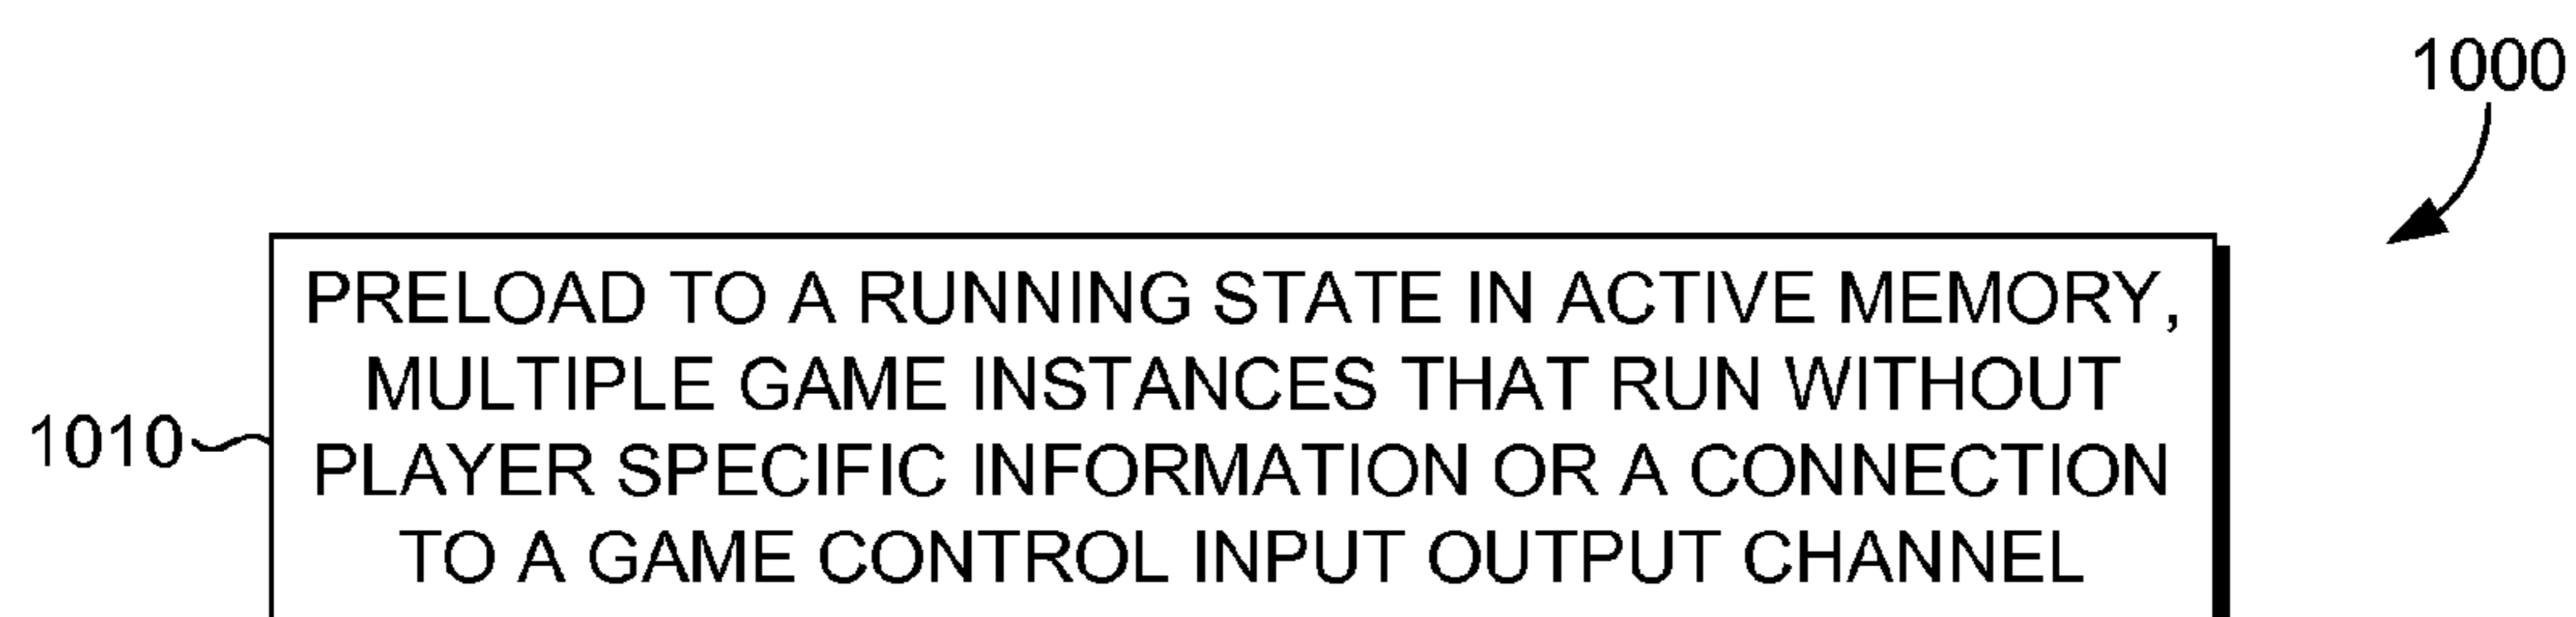 1000
PRELOAD TO A RUNNING STATE IN ACTIVE MEMORY,
MULTIPLE GAME INSTANCES THAT RUN WITHOUT
1010
PLAYER SPECIFIC INFORMATION OR A CONNECTION
TO A GAME CONTROL INPUT OUTPUT CHANNEL